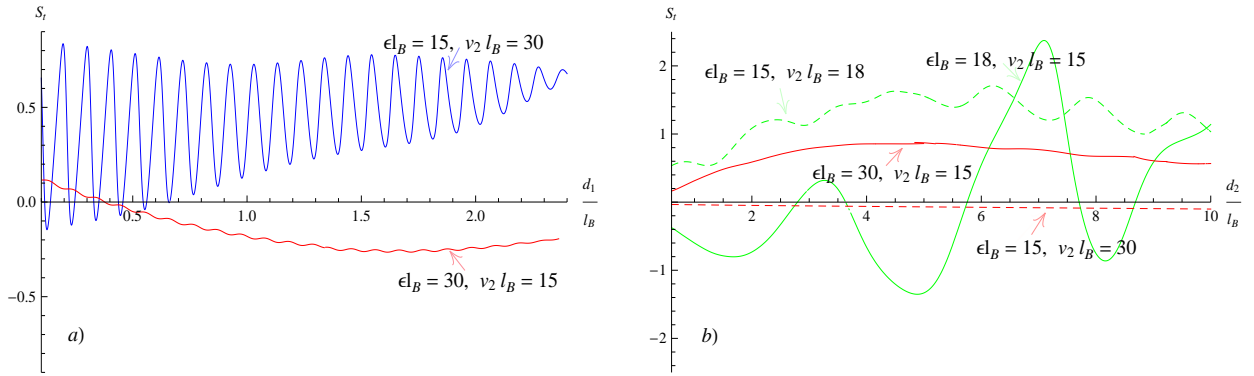 S_t
ϵl_B = 15, v_2 l_B = 30
0.5
0.0
0.5
1.0
1.5
2.0
d_1
l_B
ϵl_B = 30, v_2 l_B = 15
-0.5
a)
S_t
2
ϵl_B = 18, v_2 l_B = 15
ϵl_B = 15, v_2 l_B = 18
1
ϵl_B = 30, v_2 l_B = 15
d_2
2
4
6
8
10
l_B
ϵl_B = 15, v_2 l_B = 30
-1
-2
b)